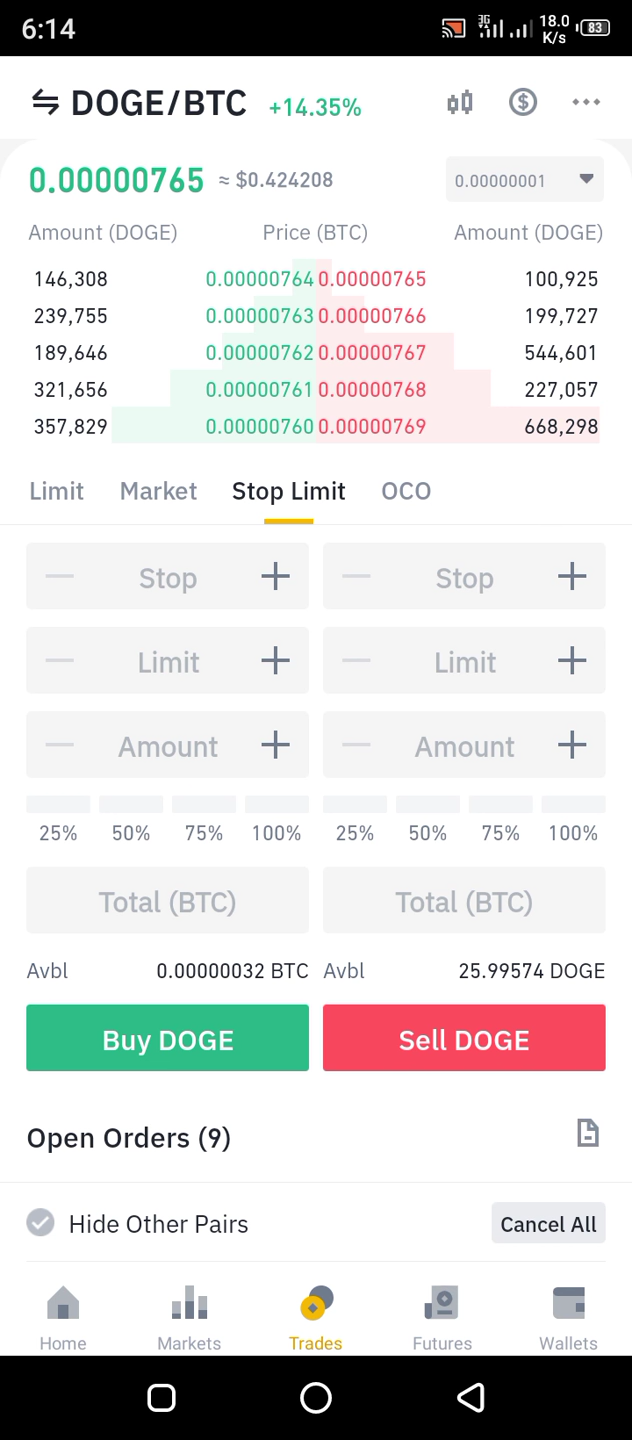 6:14 3G 18.0 K/s 83
DOGE/BTC +14.35%
0.00000765 ≈ $0.424208 0.00000001
Amount (DOGE) Price (BTC) Amount (DOGE)
146,308 0.00000764 0.00000765 100,925
239,755 0.00000763 0.00000766 199,727
189,646 0.00000762 0.00000767 544,601
321,656 0.00000761 0.00000768 227,057
357,829 0.00000760 0.00000769 668,298
Limit Market Stop Limit OCO
Stop Stop
Limit Limit
Amount Amount
25% 50% 75% 100% 25% 50% 75% 100%
Total (BTC) Total (BTC)
Avbl 0.00000032 BTC Avbl 25.99574 DOGE
Buy DOGE Sell DOGE
Open Orders (9)
Hide Other Pairs Cancel All
Home Markets Trades Futures Wallets